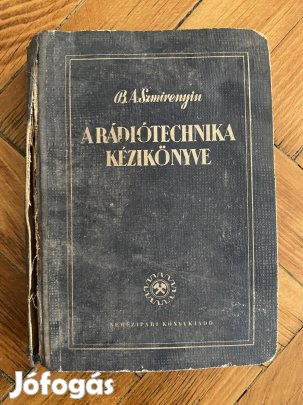 B. A. Szmirenyin
A RÁDIÓTECHNIKA
KÉZIKÖNYVE
NEHÉZIPARI KÖNYVKIADÓ
Jófogás